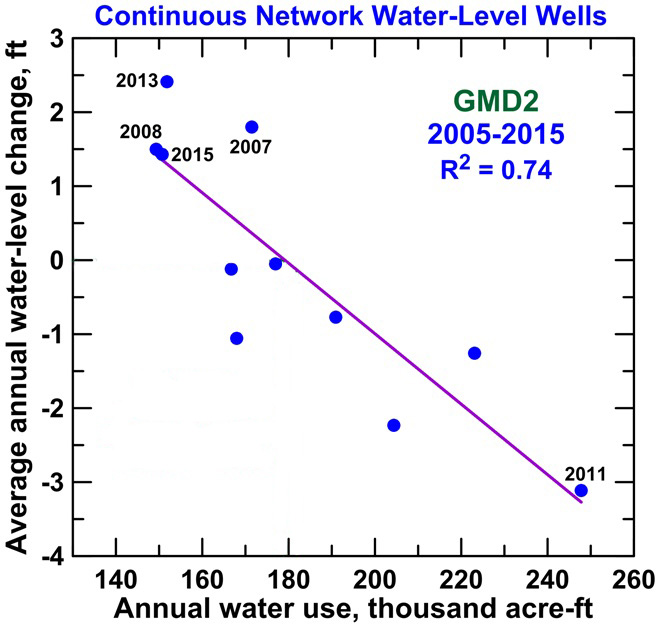 Continuous Network Water-Level Wells
Average annual water-level change, ft
3
2
1
0
-1
-2
-3
-4
GMD2
2005-2015
R² = 0.74
2013
2008
2015
2007
2011
140 160 180 200 220 240 260
Annual water use, thousand acre-ft